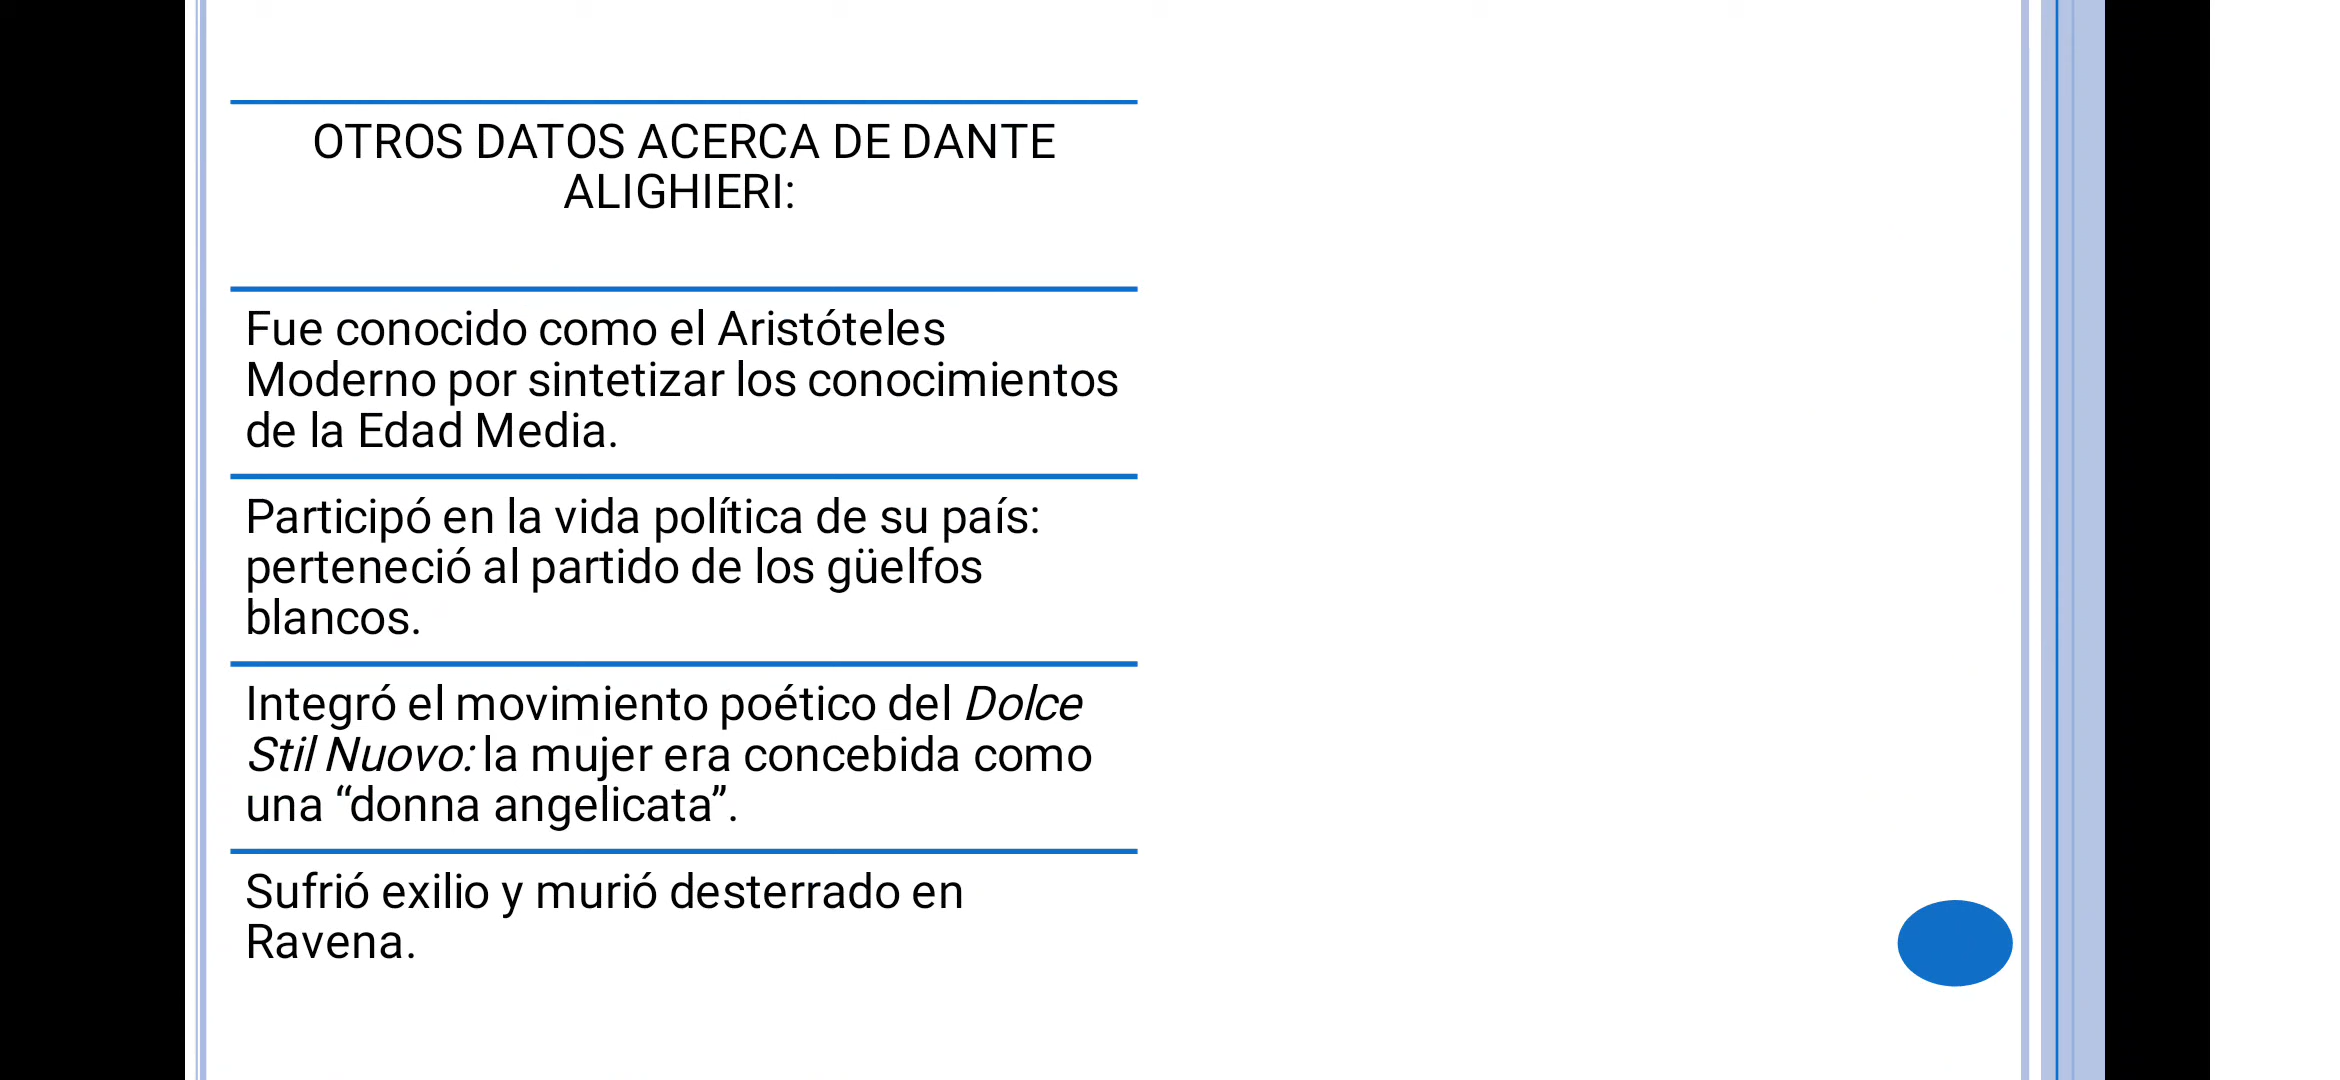 OTROS DATOS ACERCA DE DANTE
ALIGHIERI:
Fue conocido como el Aristóteles
Moderno por sintetizar los conocimientos
de la Edad Media.
Participó en la vida política de su país:
perteneció al partido de los güelfos
blancos.
Integró el movimiento poético del Dolce
Stil Nuovo: la mujer era concebida como
una “donna angelicata”.
Sufrió exilio y murió desterrado en
Ravena.